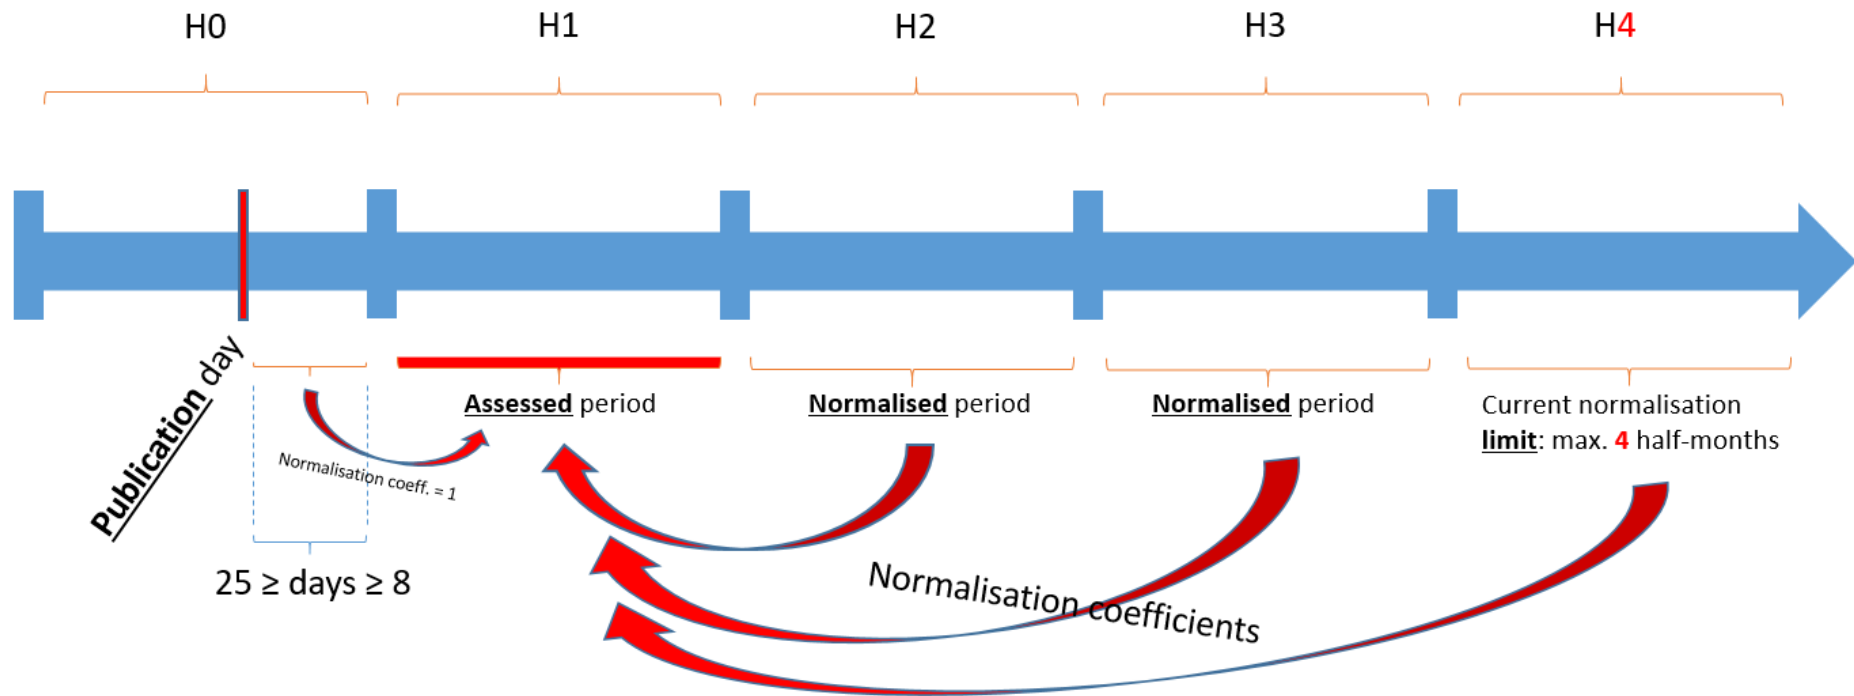 H0
H1
H2
H3
H4
Publication day
Assessed period
Normalised period
Normalised period
Current normalisation
limit: max. 4 half-months
Normalisation coeff. = 1
25 ≥ days ≥ 8
Normalisation coefficients